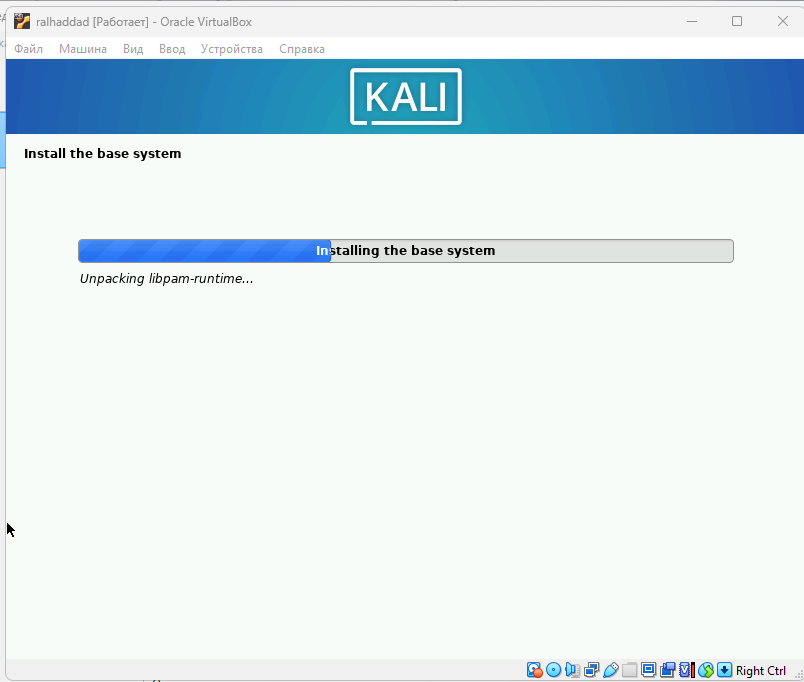 ralhaddad [Работает] - Oracle VirtualBox
Файл Машина Вид Ввод Устройства Справка
KALI
Install the base system
Installing the base system
Unpacking libpam-runtime...
Right Ctrl